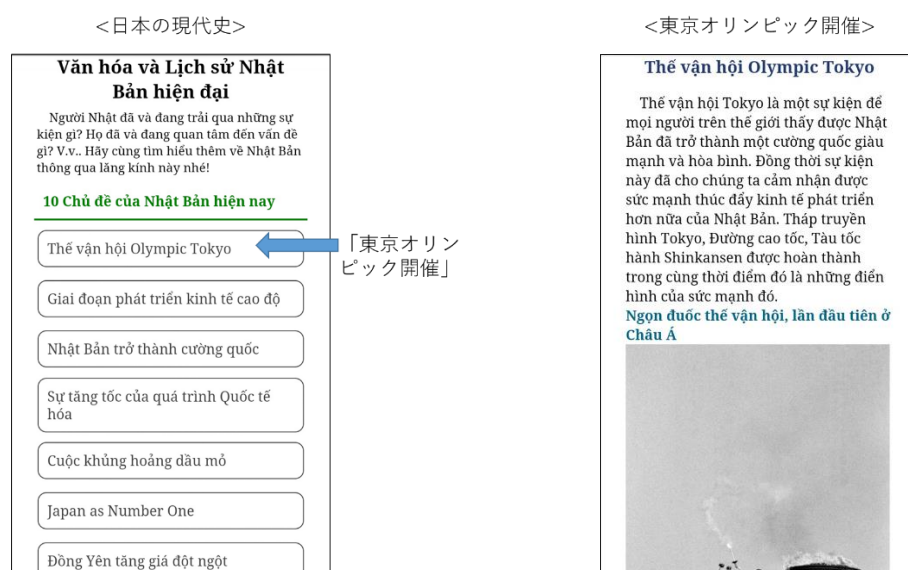 <日本の現代史>
Văn hóa và Lịch sử Nhật
Bản hiện đại
Người Nhật đã và đang trải qua những sự
kiện gì? Họ đã và đang quan tâm đến vấn đề
gì? V.v.. Hãy cùng tìm hiểu thêm về Nhật Bản
thông qua lăng kính này nhé!
10 Chủ đề của Nhật Bản hiện nay
Thế vận hội Olympic Tokyo
「東京オリン
ピック開催」
Giai đoạn phát triển kinh tế cao độ
Nhật Bản trở thành cường quốc
Sự tăng tốc của quá trình Quốc tế
hóa
Cuộc khủng hoảng dầu mỏ
Japan as Number One
Đồng Yên tăng giá đột ngột
<東京オリンピック開催>
Thế vận hội Olympic Tokyo
Thế vận hội Tokyo là một sự kiện để
mọi người trên thế giới thấy được Nhật
Bản đã trở thành một cường quốc giàu
mạnh và hòa bình. Đồng thời sự kiện
này đã cho chúng ta cảm nhận được
sức mạnh thúc đẩy kinh tế phát triển
hơn nữa của Nhật Bản. Tháp truyền
hình Tokyo, Đường cao tốc, Tàu tốc
hành Shinkansen được hoàn thành
trong cùng thời điểm đó là những điển
hình của sức mạnh đó.
Ngọn đuốc thế vận hội, lần đầu tiên ở
Châu Á